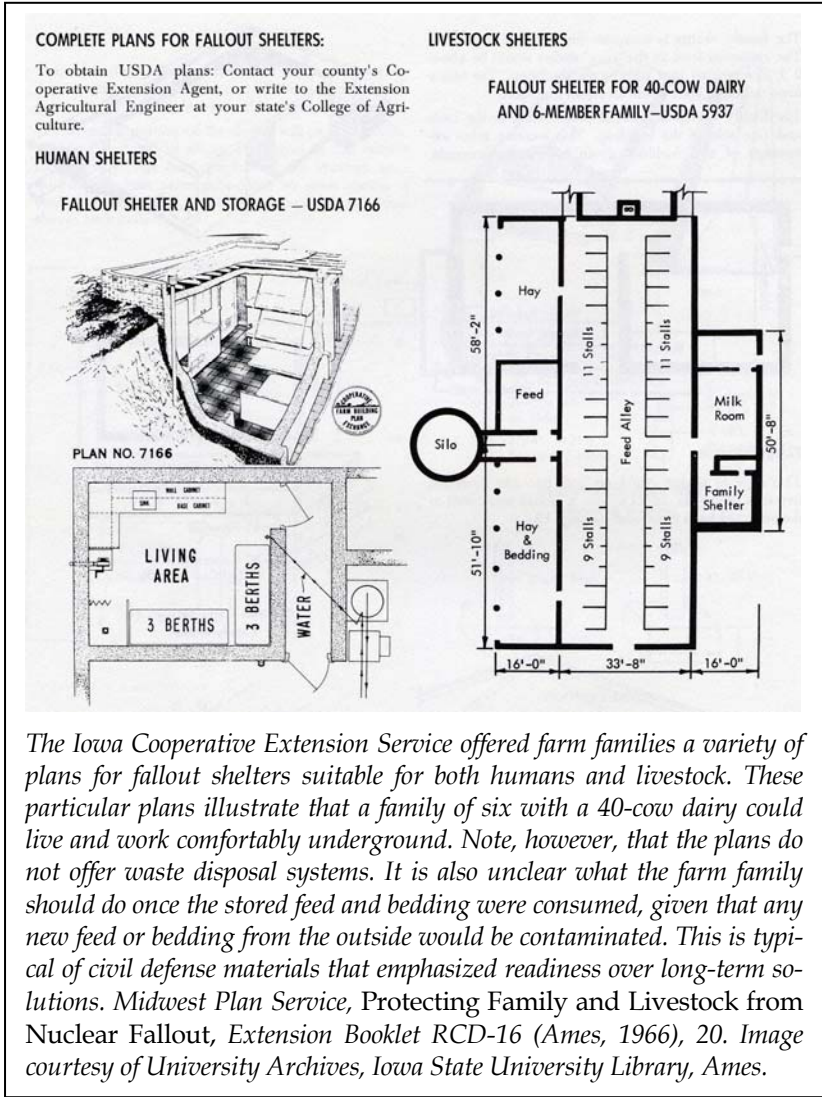 COMPLETE PLANS FOR FALLOUT SHELTERS:
To obtain USDA plans: Contact your county's Co-
operative Extension Agent, or write to the Extension
Agricultural Engineer at your state's College of Agri-
culture.
HUMAN SHELTERS
FALLOUT SHELTER AND STORAGE — USDA 7166
COOPERATIVE
FARM BUILDING
PLAN
EXCHANGE
PLAN NO. 7166
WALL CABINET
SINK
BASE CABINET
LIVING
AREA
3 BERTHS
3 BERTHS
WATER
LIVESTOCK SHELTERS
FALLOUT SHELTER FOR 40-COW DAIRY
AND 6-MEMBER FAMILY—USDA 5937
58'-2"
Hay
11 Stalls
11 Stalls
Feed
Feed Alley
Milk
Room
50'-8"
Silo
Family
Shelter
51'-10"
Hay
&
Bedding
9 Stalls
9 Stalls
16'-0"
33'-8"
16'-0"
The Iowa Cooperative Extension Service offered farm families a variety of
plans for fallout shelters suitable for both humans and livestock. These
particular plans illustrate that a family of six with a 40-cow dairy could
live and work comfortably underground. Note, however, that the plans do
not offer waste disposal systems. It is also unclear what the farm family
should do once the stored feed and bedding were consumed, given that any
new feed or bedding from the outside would be contaminated. This is typi-
cal of civil defense materials that emphasized readiness over long-term so-
lutions. Midwest Plan Service, Protecting Family and Livestock from
Nuclear Fallout, Extension Booklet RCD-16 (Ames, 1966), 20. Image
courtesy of University Archives, Iowa State University Library, Ames.